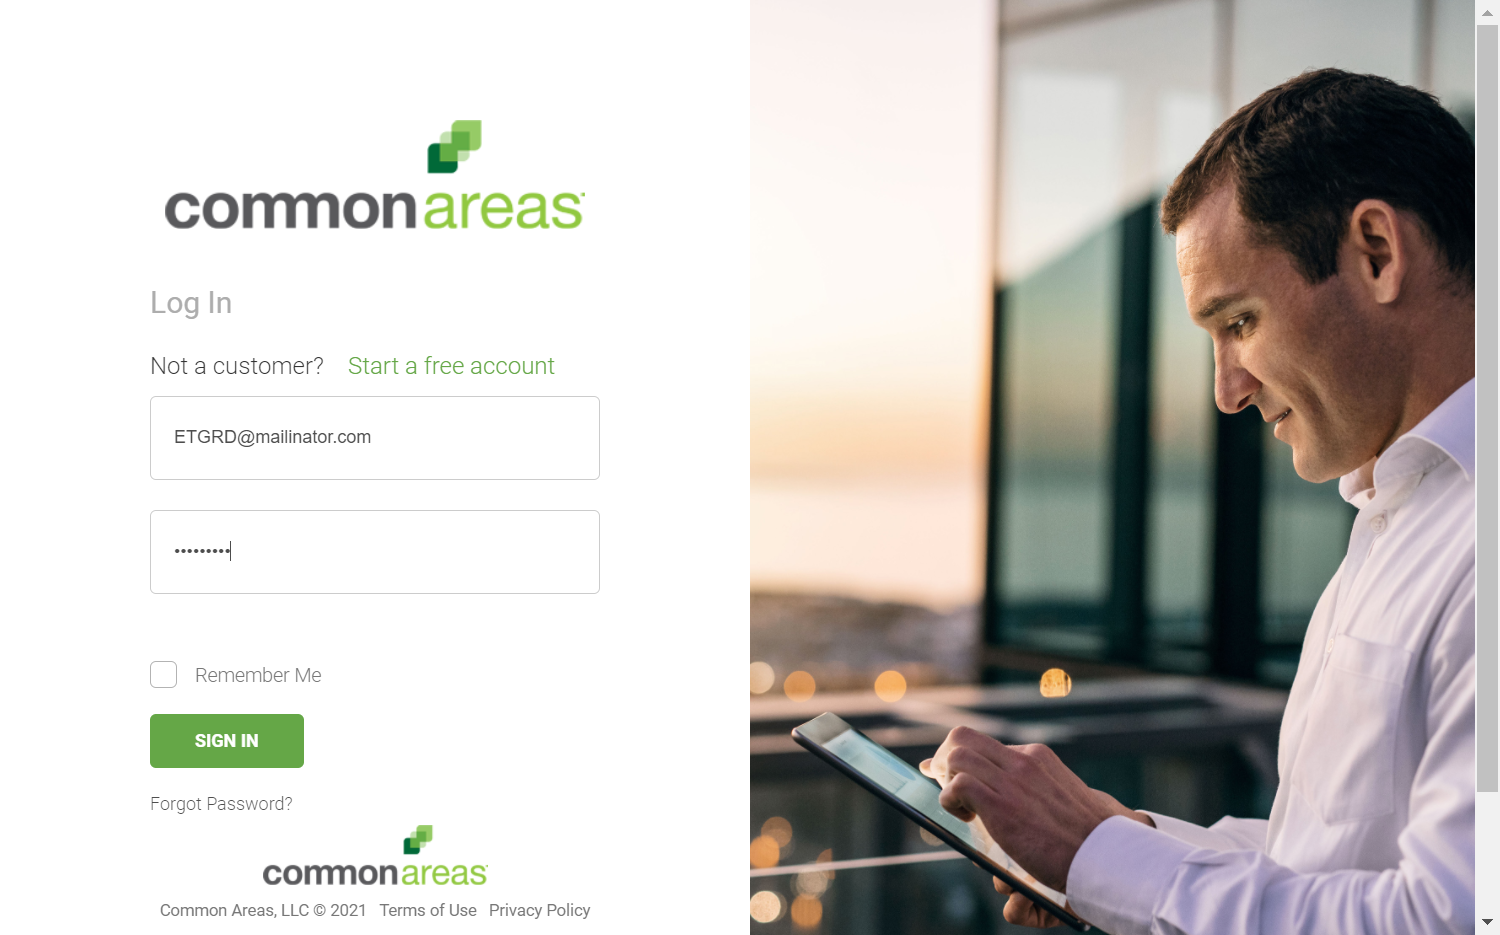 commonareas
Log In
Not a customer? Start a free account
ETGRD@mailinator.com
•••••••••
Remember Me
SIGN IN
Forgot Password?
commonareas
Common Areas, LLC © 2021 Terms of Use Privacy Policy